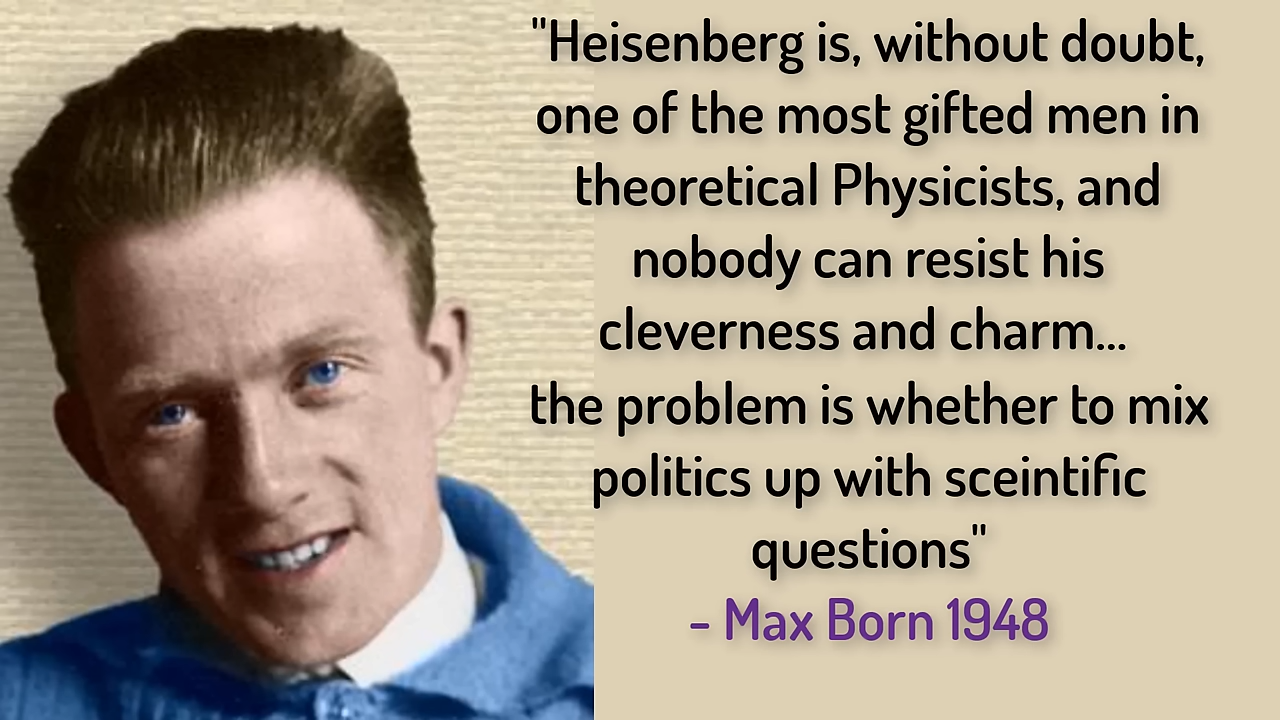 "Heisenberg is, without doubt,
one of the most gifted men in
theoretical Physicists, and
nobody can resist his
cleverness and charm...
the problem is whether to mix
politics up with sceintific
questions"
- Max Born 1948